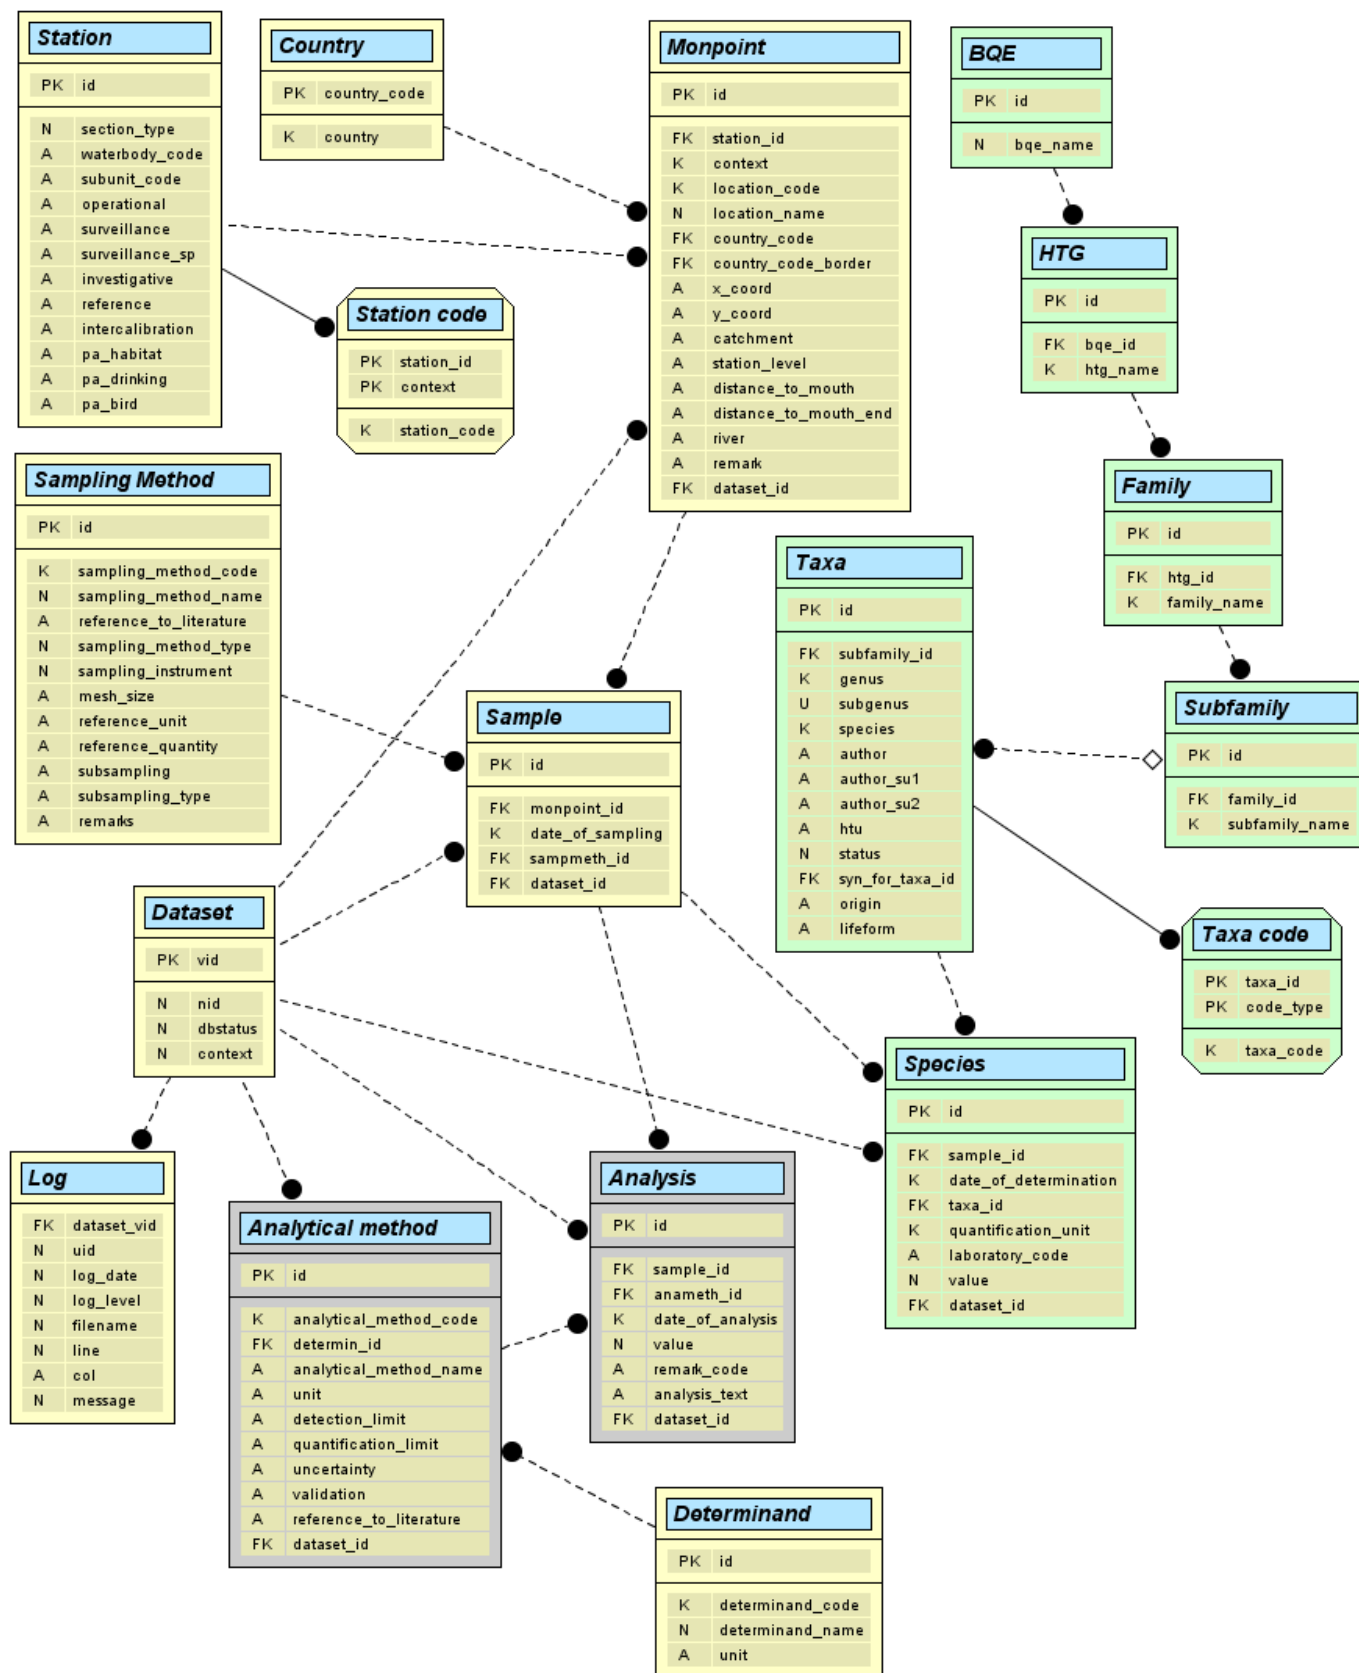 Station
PK id
N section_type
A waterbody_code
A subunit_code
A operational
A surveillance
A surveillance_sp
A investigative
A reference
A intercalibration
A pa_habitat
A pa_drinking
A pa_bird
Country
PK country_code
K country
Station code
PK station_id
PK context
K station_code
Monpoint
PK id
FK station_id
K context
K location_code
N location_name
FK country_code
FK country_code_border
A x_coord
A y_coord
A catchment
A station_level
A distance_to_mouth
A distance_to_mouth_end
A river
A remark
FK dataset_id
BQE
PK id
N bqe_name
HTG
PK id
FK bqe_id
K htg_name
Family
PK id
FK htg_id
K family_name
Subfamily
PK id
FK family_id
K subfamily_name
Sampling Method
PK id
K sampling_method_code
N sampling_method_name
A reference_to_literature
N sampling_method_type
N sampling_instrument
A mesh_size
A reference_unit
A reference_quantity
A subsampling
A subsampling_type
A remarks
Sample
PK id
FK monpoint_id
K date_of_sampling
FK sampmeth_id
FK dataset_id
Taxa
PK id
FK subfamily_id
K genus
U subgenus
K species
A author
A author_su1
A author_su2
A htu
N status
FK syn_for_taxa_id
A origin
A lifeform
Taxa code
PK taxa_id
PK code_type
K taxa_code
Dataset
PK vid
N nid
N dbstatus
N context
Species
PK id
FK sample_id
K date_of_determination
FK taxa_id
K quantification_unit
A laboratory_code
N value
FK dataset_id
Log
FK dataset_vid
N uid
N log_date
N log_level
N filename
N line
A col
N message
Analytical method
PK id
K analytical_method_code
FK determin_id
A analytical_method_name
A unit
A detection_limit
A quantification_limit
A uncertainty
A validation
A reference_to_literature
FK dataset_id
Analysis
PK id
FK sample_id
FK anameth_id
K date_of_analysis
N value
A remark_code
A analysis_text
FK dataset_id
Determinand
PK id
K determinand_code
N determinand_name
A unit